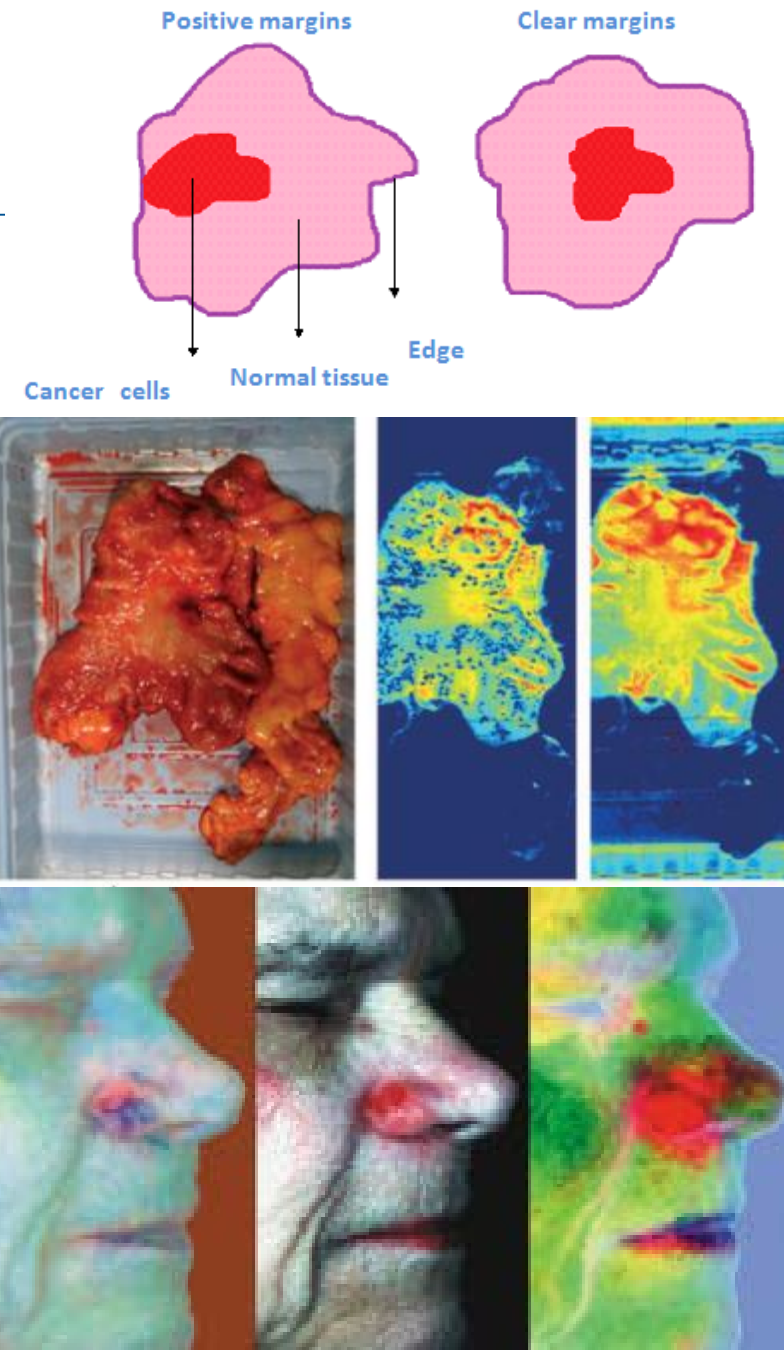 Positive margins
Clear margins
Edge
Normal tissue
Cancer cells